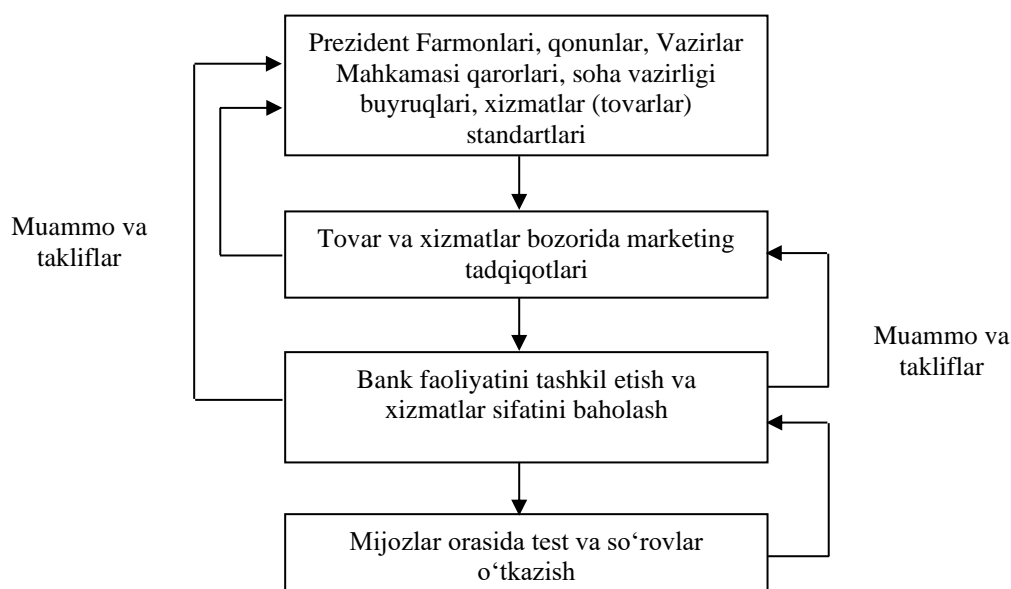 Prezident Farmonlari, qonunlar, Vazirlar
Mahkamasi qarorlari, soha vazirligi
buyruqlari, xizmatlar (tovarlar)
standartlari
Muammo va
takliflar
Tovar va xizmatlar bozorida marketing
tadqiqotlari
Muammo va
takliflar
Bank faoliyatini tashkil etish va
xizmatlar sifatini baholash
Mijozlar orasida test va so‘rovlar
o‘tkazish